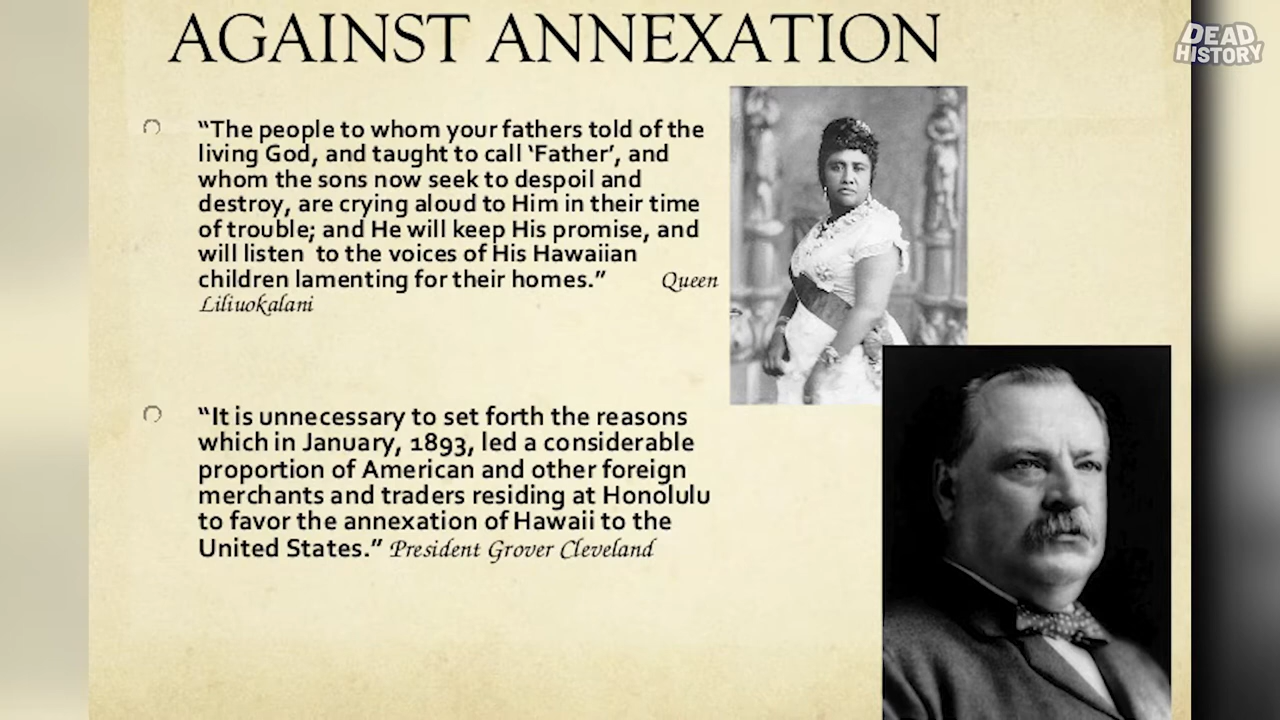 AGAINST ANNEXATION
DEAD
HISTORY
“The people to whom your fathers told of the
living God, and taught to call ‘Father’, and
whom the sons now seek to despoil and
destroy, are crying aloud to Him in their time
of trouble; and He will keep His promise, and
will listen  to the voices of His Hawaiian
children lamenting for their homes.” Queen
Liliuokalani
“It is unnecessary to set forth the reasons
which in January, 1893, led a considerable
proportion of American and other foreign
merchants and traders residing at Honolulu
to favor the annexation of Hawaii to the
United States.” President Grover Cleveland